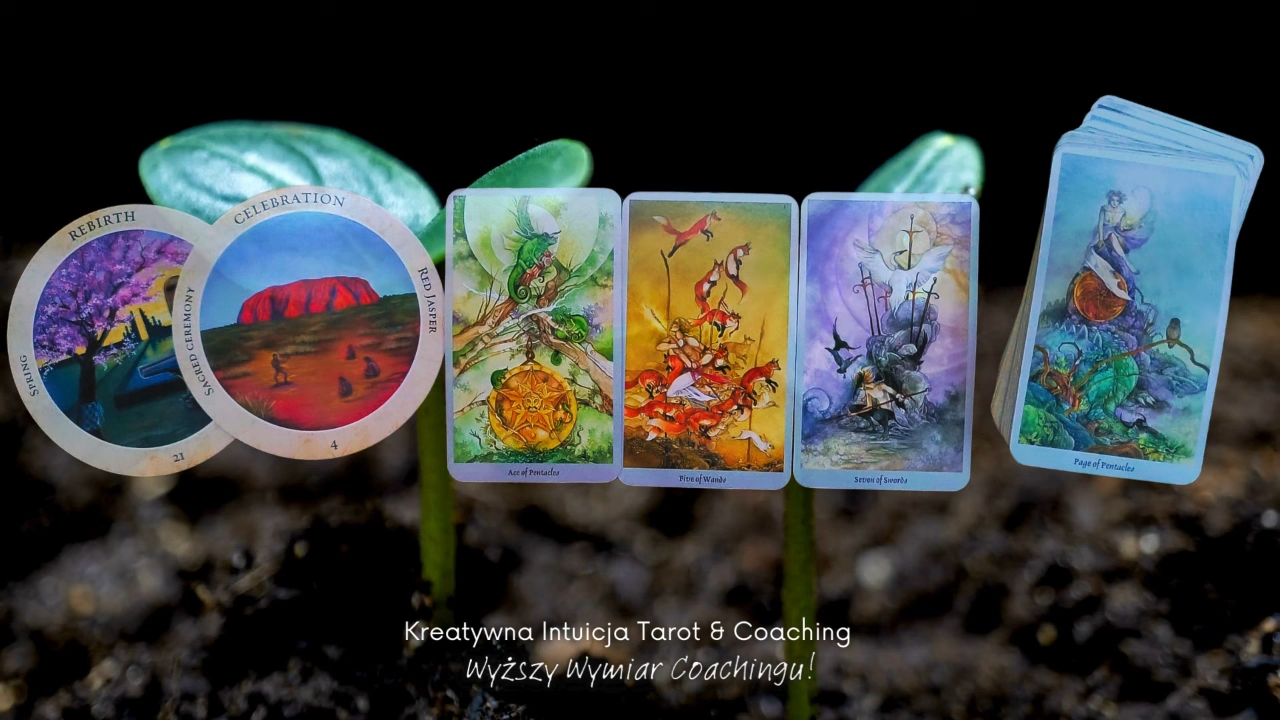 REBIRTH
SPRING
21
CELEBRATION
SACRED CEREMONY
RED JASPER
4
Ace of Pentacles
Five of Wands
Seven of Swords
Page of Pentacles
Kreatywna Intuicja Tarot & Coaching
Wyższy Wymiar Coachingu!